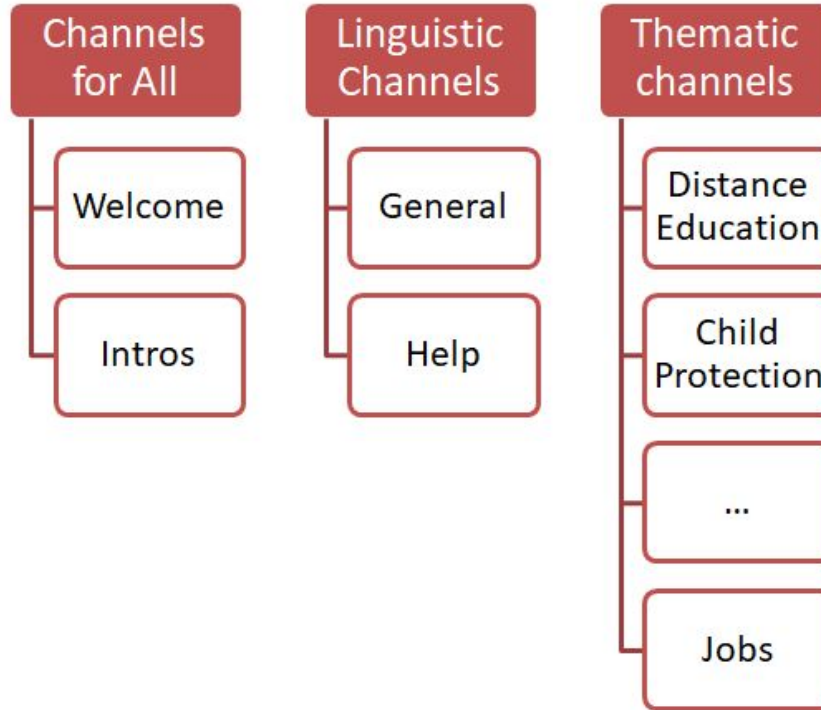 Channels
for All
Welcome
Intros
Linguistic
Channels
General
Help
Thematic
channels
Distance
Education
Child
Protection
...
Jobs